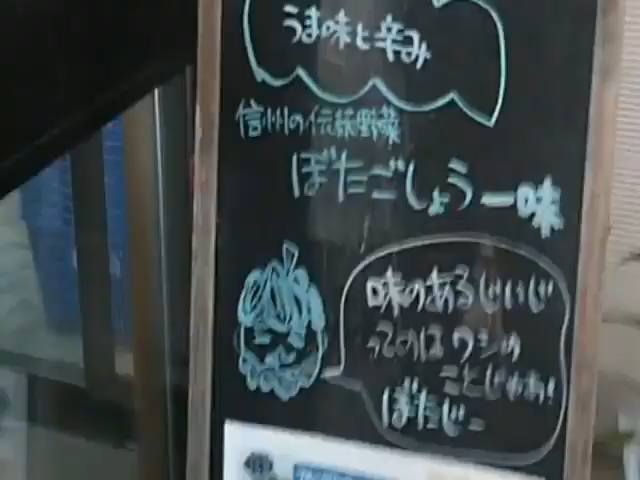 うま味と辛み
信州の伝統野菜
ぼたごしょう一味
味のあるじいじ
ってのはワシの
ことじゃあ!
ぼたじー